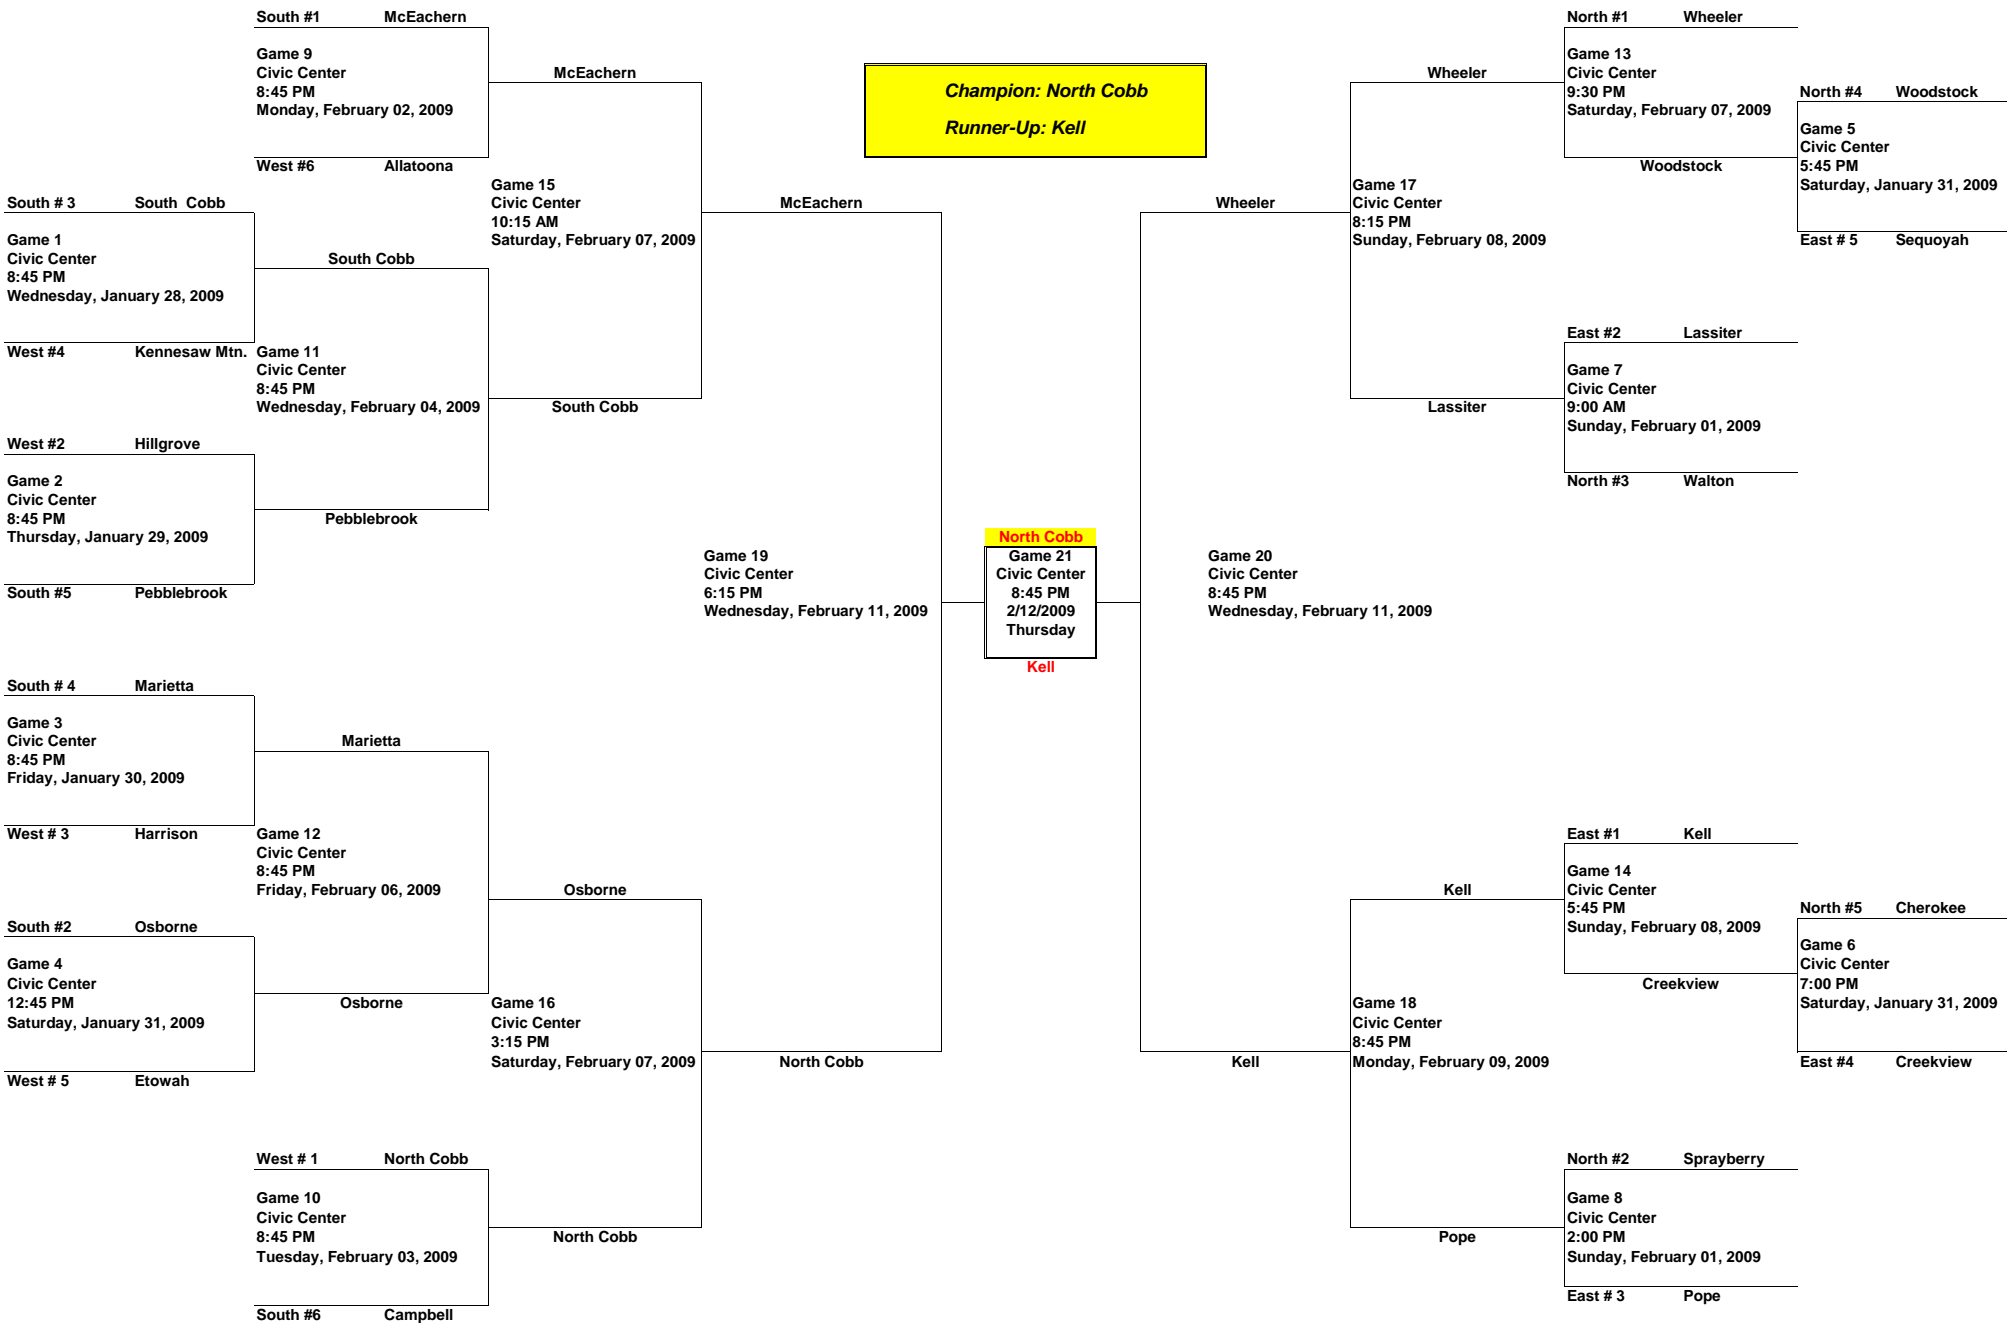 South #1 McEachern
Game 9
Civic Center
8:45 PM
Monday, February 02, 2009
West #6 Allatoona
McEachern
South # 3 South  Cobb
Game 1
Civic Center
8:45 PM
Wednesday, January 28, 2009
West #4 Kennesaw Mtn.
South Cobb
Game 15
Civic Center
10:15 AM
Saturday, February 07, 2009
McEachern
Game 11
Civic Center
8:45 PM
Wednesday, February 04, 2009
South Cobb
West #2 Hillgrove
Game 2
Civic Center
8:45 PM
Thursday, January 29, 2009
South #5 Pebblebrook
Pebblebrook
Game 19
Civic Center
6:15 PM
Wednesday, February 11, 2009
South # 4 Marietta
Game 3
Civic Center
8:45 PM
Friday, January 30, 2009
West # 3 Harrison
Marietta
Game 12
Civic Center
8:45 PM
Friday, February 06, 2009
Osborne
South #2 Osborne
Game 4
Civic Center
12:45 PM
Saturday, January 31, 2009
West # 5 Etowah
Osborne
Game 16
Civic Center
3:15 PM
Saturday, February 07, 2009
North Cobb
West # 1 North Cobb
Game 10
Civic Center
8:45 PM
Tuesday, February 03, 2009
South #6 Campbell
North Cobb
Champion: North Cobb
Runner-Up: Kell
North Cobb
Game 21
Civic Center
8:45 PM
2/12/2009
Thursday
Kell
North #1 Wheeler
Game 13
Civic Center
9:30 PM
Saturday, February 07, 2009
Woodstock
Wheeler
North #4 Woodstock
Game 5
Civic Center
5:45 PM
Saturday, January 31, 2009
East # 5 Sequoyah
Wheeler
Game 17
Civic Center
8:15 PM
Sunday, February 08, 2009
East #2 Lassiter
Game 7
Civic Center
9:00 AM
Sunday, February 01, 2009
North #3 Walton
Lassiter
Game 20
Civic Center
8:45 PM
Wednesday, February 11, 2009
East #1 Kell
Game 14
Civic Center
5:45 PM
Sunday, February 08, 2009
Creekview
Kell
North #5 Cherokee
Game 6
Civic Center
7:00 PM
Saturday, January 31, 2009
East #4 Creekview
Kell
Game 18
Civic Center
8:45 PM
Monday, February 09, 2009
North #2 Sprayberry
Game 8
Civic Center
2:00 PM
Sunday, February 01, 2009
East # 3 Pope
Pope